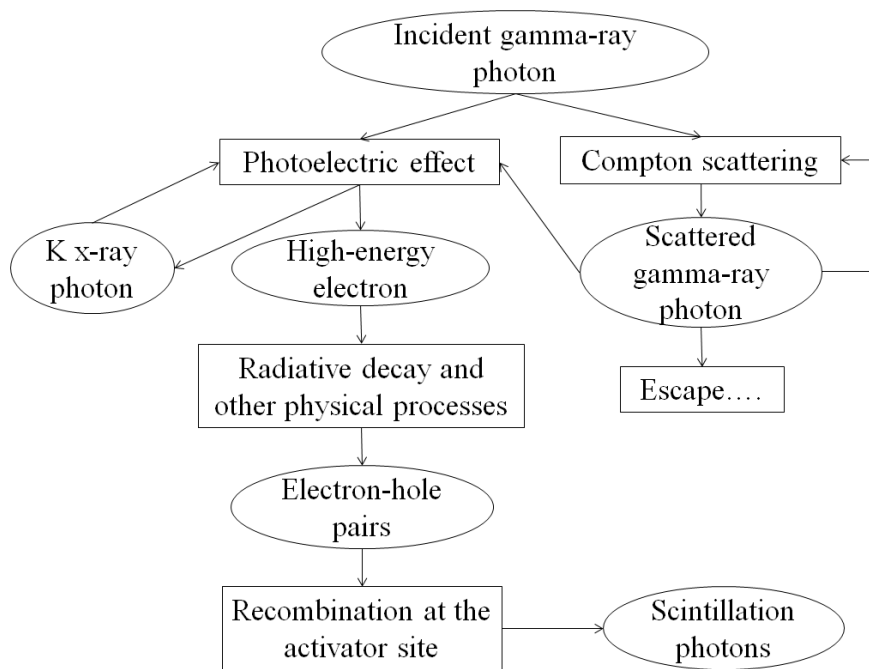 Incident gamma-ray
photon
Photoelectric effect
Compton scattering
K x-ray
photon
High-energy
electron
Scattered
gamma-ray
photon
Radiative decay and
other physical processes
Escape....
Electron-hole
pairs
Recombination at the
activator site
Scintillation
photons